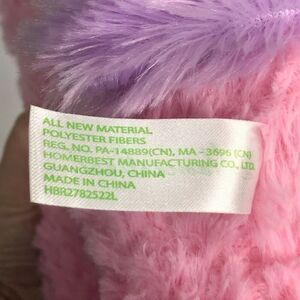 ALL NEW MATERIAL
POLYESTER FIBERS
REG. NO. PA-14889(CN), MA - 3696 (CN)
HOMERBEST MANUFACTURING CO., LTD.
GUANGZHOU, CHINA
MADE IN CHINA
HBR2782522L